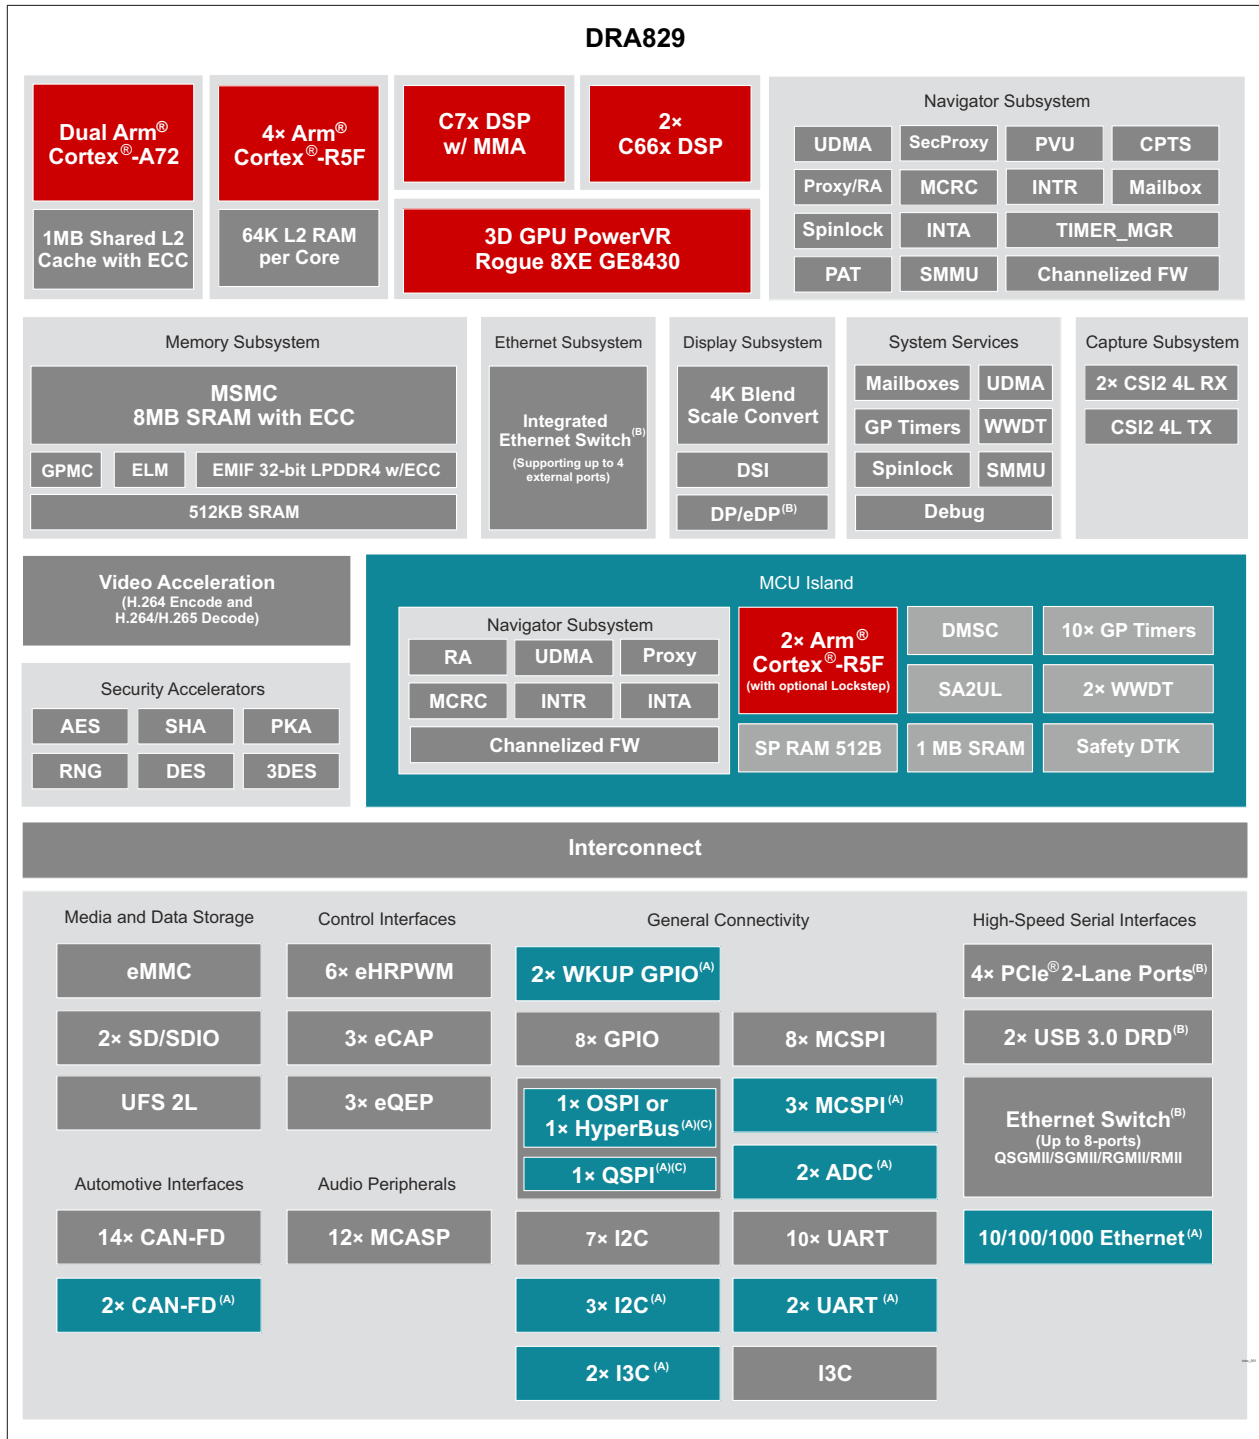 DRA829
Dual Arm®
Cortex®-A72
1MB Shared L2
Cache with ECC
4× Arm®
Cortex®-R5F
64K L2 RAM
per Core
C7x DSP
w/ MMA
2×
C66x DSP
3D GPU PowerVR
Rogue 8XE GE8430
Navigator Subsystem
UDMA
SecProxy
PVU
CPTS
Proxy/RA
MCRC
INTR
Mailbox
Spinlock
INTA
TIMER_MGR
PAT
SMMU
Channelized FW
Memory Subsystem
MSMC
8MB SRAM with ECC
GPMC
ELM
EMIF 32-bit LPDDR4 w/ECC
512KB SRAM
Ethernet Subsystem
Integrated
Ethernet Switch(B)
(Supporting up to 4
external ports)
Display Subsystem
4K Blend
Scale Convert
DSI
DP/eDP(B)
System Services
Mailboxes
UDMA
GP Timers
WWDT
Spinlock
SMMU
Debug
Capture Subsystem
2× CSI2 4L RX
CSI2 4L TX
Video Acceleration
(H.264 Encode and
H.264/H.265 Decode)
Security Accelerators
AES
SHA
PKA
RNG
DES
3DES
MCU Island
Navigator Subsystem
RA
UDMA
Proxy
MCRC
INTR
INTA
Channelized FW
2× Arm®
Cortex®-R5F
(with optional Lockstep)
DMSC
10× GP Timers
SA2UL
2× WWDT
SP RAM 512B
1 MB SRAM
Safety DTK
Interconnect
Media and Data Storage
eMMC
2× SD/SDIO
UFS 2L
Control Interfaces
6× eHRPWM
3× eCAP
3× eQEP
Automotive Interfaces
14× CAN-FD
2× CAN-FD(A)
Audio Peripherals
12× MCASP
General Connectivity
2× WKUP GPIO(A)
8× GPIO
8× MCSPI
1× OSPI or
1× HyperBus(A)(C)
1× QSPI(A)(C)
3× MCSPI(A)
2× ADC(A)
7× I2C
10× UART
3× I2C(A)
2× UART(A)
2× I3C(A)
I3C
High-Speed Serial Interfaces
4× PCIe® 2-Lane Ports(B)
2× USB 3.0 DRD(B)
Ethernet Switch(B)
(Up to 8-ports)
QSGMII/SGMII/RGMII/RMII
10/100/1000 Ethernet(A)